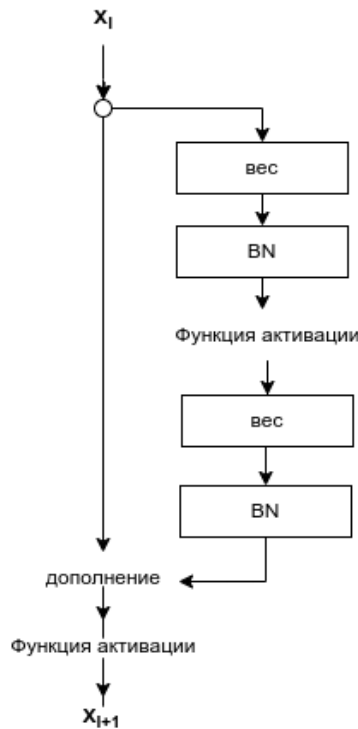 X_l
вес
BN
Функция активации
вес
BN
дополнение
Функция активации
X_l+1